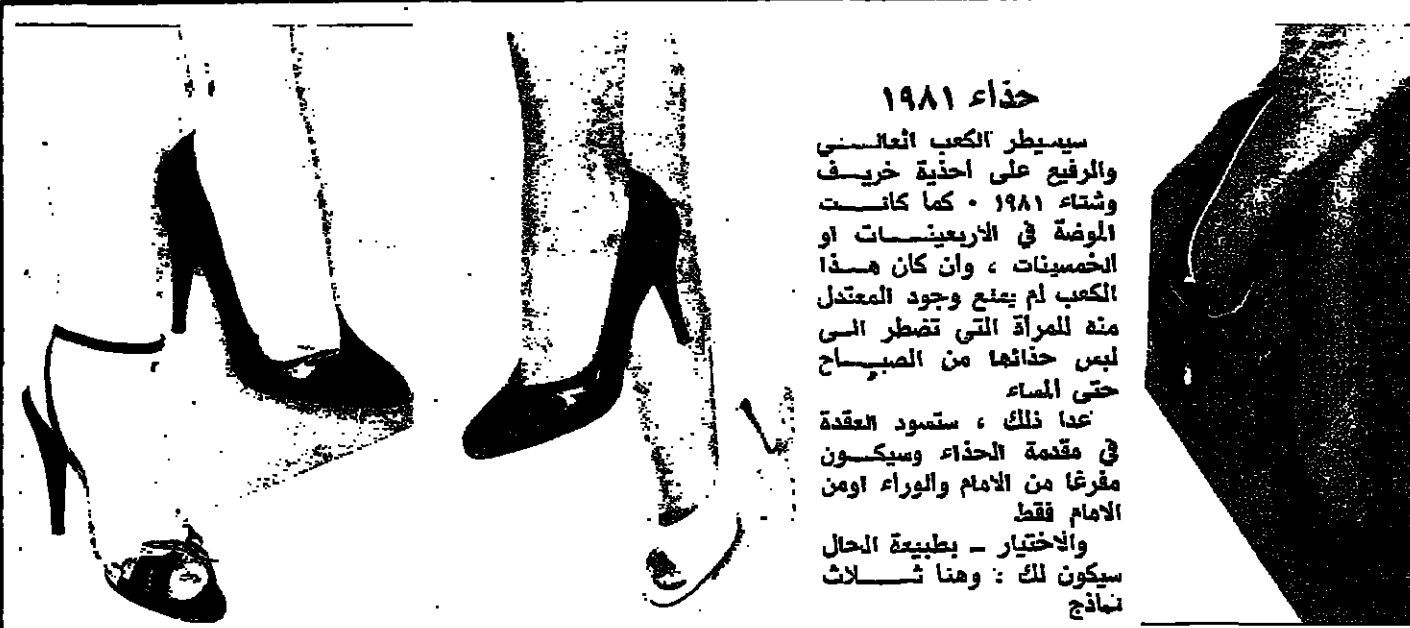 حذاء ١٩٨١
سيسيطر الكعب العالي
والرفيع على احذية خريف
وشتاء ١٩٨١ ٠ كما كانت
الموضة في الاربعينات او
الخمسينات ، وان كان هذا
الكعب لم يمنع وجود المعتدل
منه للمرأة التي تضطر الى
لبس حذائها من الصباح
حتى المساء
عدا ذلك ، ستسود العقدة
في مقدمة الحذاء وسيكون
مفرغا من الامام والوراء اومن
الامام فقط
والاختيار - بطبيعة الحال
سيكون لك : وهنا ثلاث
نماذج